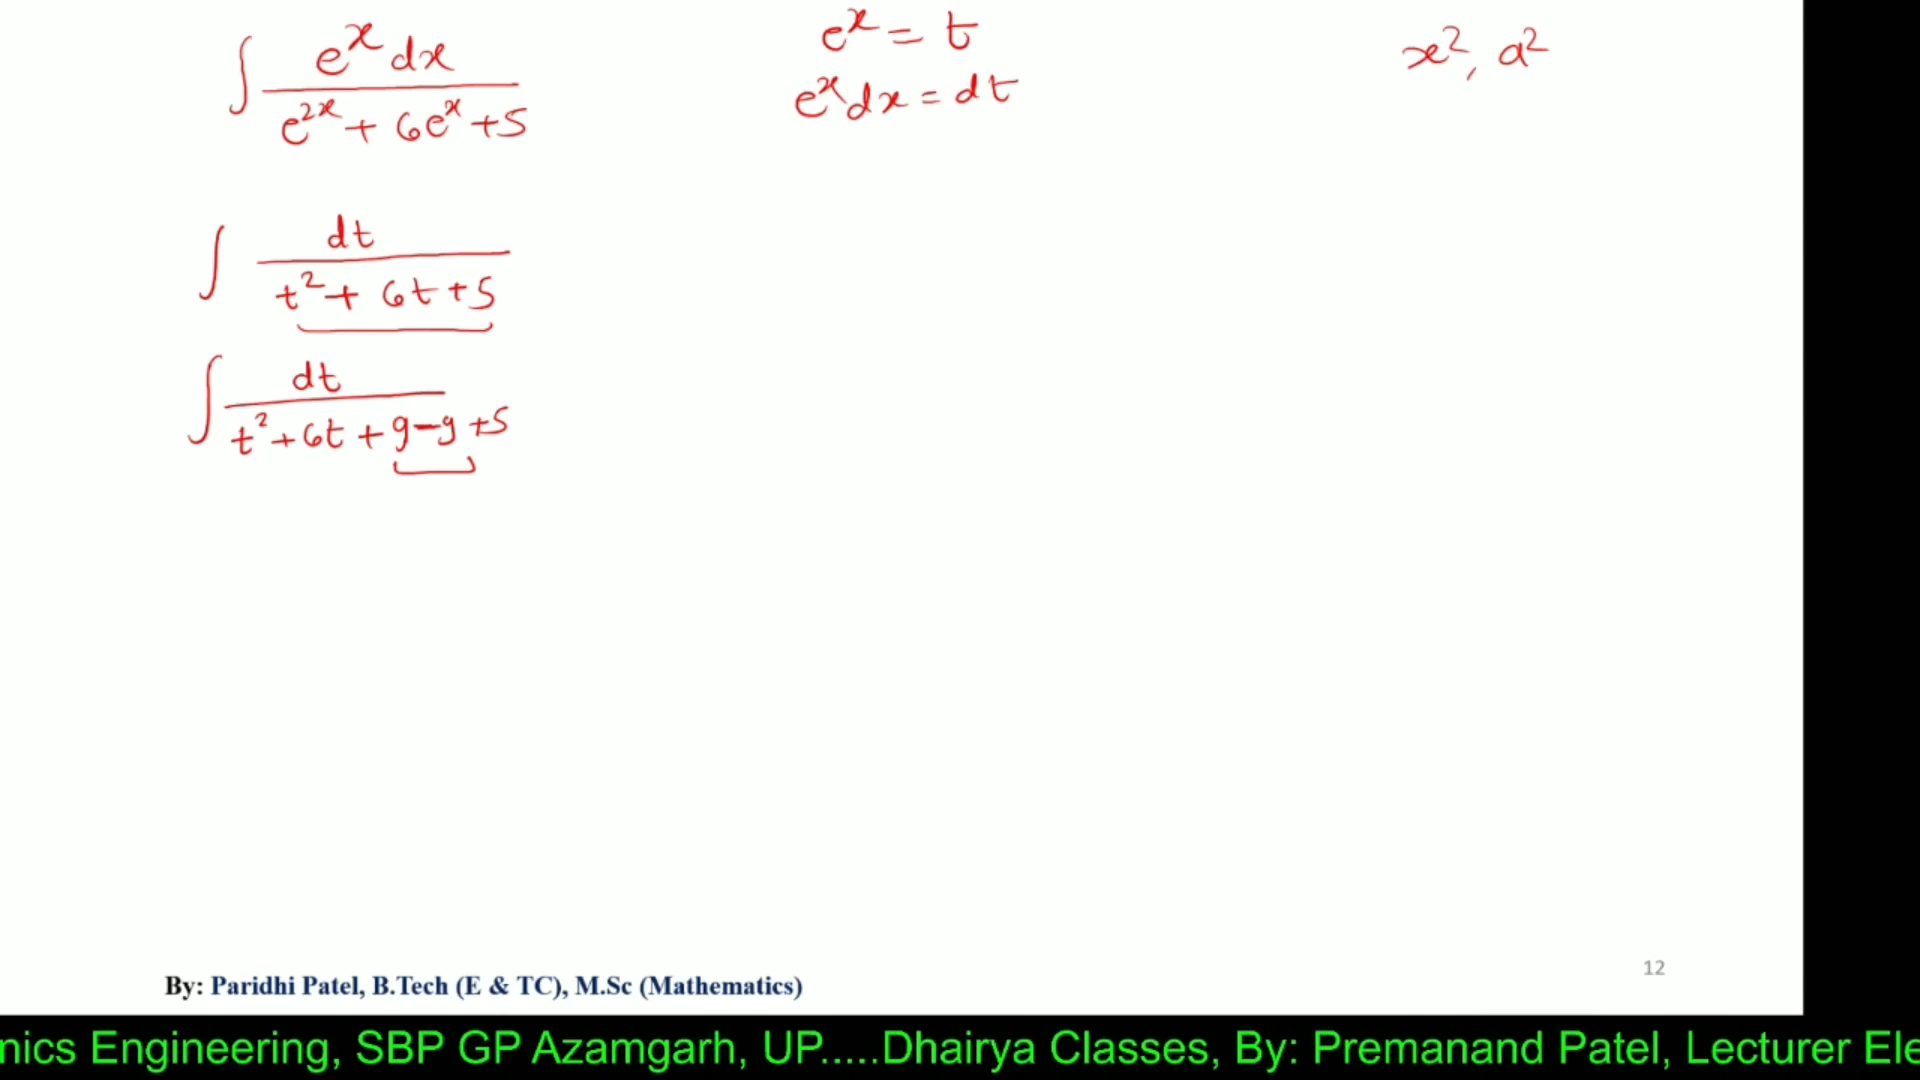 ∫ e^x dx / (e^{2x} + 6e^x + 5)
e^x = t
e^x dx = dt
x², a²
∫ dt / (t² + 6t + 5)
∫ dt / (t² + 6t + 9 - 9 + 5)
By: Paridhi Patel, B.Tech (E & TC), M.Sc (Mathematics)
12
nics Engineering, SBP GP Azamgarh, UP.....Dhairya Classes, By: Premanand Patel, Lecturer Ele